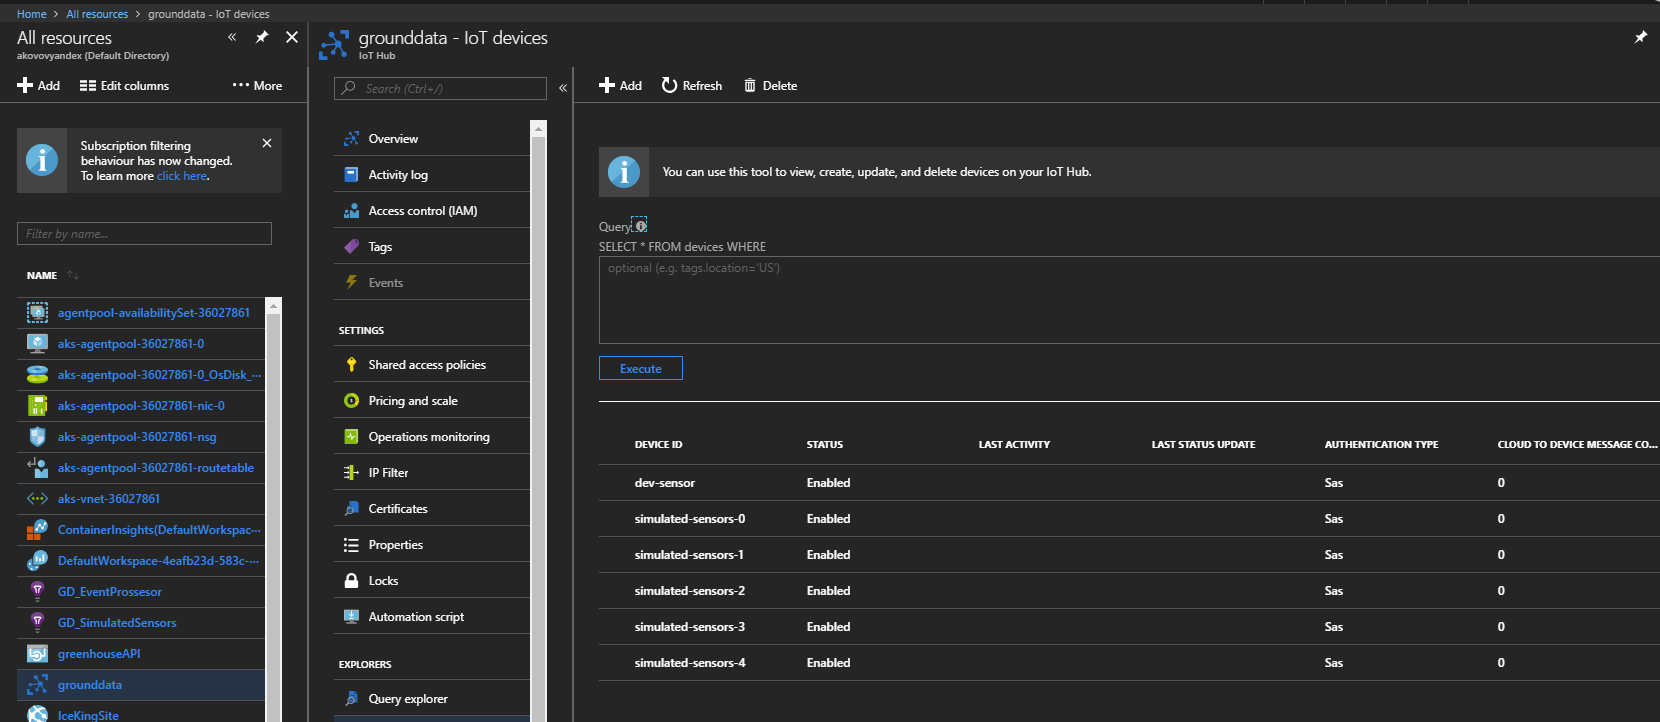 Home > All resources > grounddata - IoT devices
All resources
akovovyandex (Default Directory)
Add
Edit columns
More
Subscription filtering
behaviour has now changed.
To learn more click here.
Filter by name...
NAME
agentpool-availabilitySet-36027861
aks-agentpool-36027861-0
aks-agentpool-36027861-0_OsDisk_...
aks-agentpool-36027861-nic-0
aks-agentpool-36027861-nsg
aks-agentpool-36027861-routetable
aks-vnet-36027861
ContainerInsights(DefaultWorkspac...
DefaultWorkspace-4eafb23d-583c-...
GD_EventProssesor
GD_SimulatedSensors
greenhouseAPI
grounddata
IceKingSite
grounddata - IoT devices
IoT Hub
Search (Ctrl+/)
Overview
Activity log
Access control (IAM)
Tags
Events
SETTINGS
Shared access policies
Pricing and scale
Operations monitoring
IP Filter
Certificates
Properties
Locks
Automation script
EXPLORERS
Query explorer
Add
Refresh
Delete
You can use this tool to view, create, update, and delete devices on your IoT Hub.
Query
SELECT * FROM devices WHERE
optional (e.g. tags.location='US')
Execute
DEVICE ID STATUS LAST ACTIVITY LAST STATUS UPDATE AUTHENTICATION TYPE CLOUD TO DEVICE MESSAGE CO...
dev-sensor Enabled Sas 0
simulated-sensors-0 Enabled Sas 0
simulated-sensors-1 Enabled Sas 0
simulated-sensors-2 Enabled Sas 0
simulated-sensors-3 Enabled Sas 0
simulated-sensors-4 Enabled Sas 0